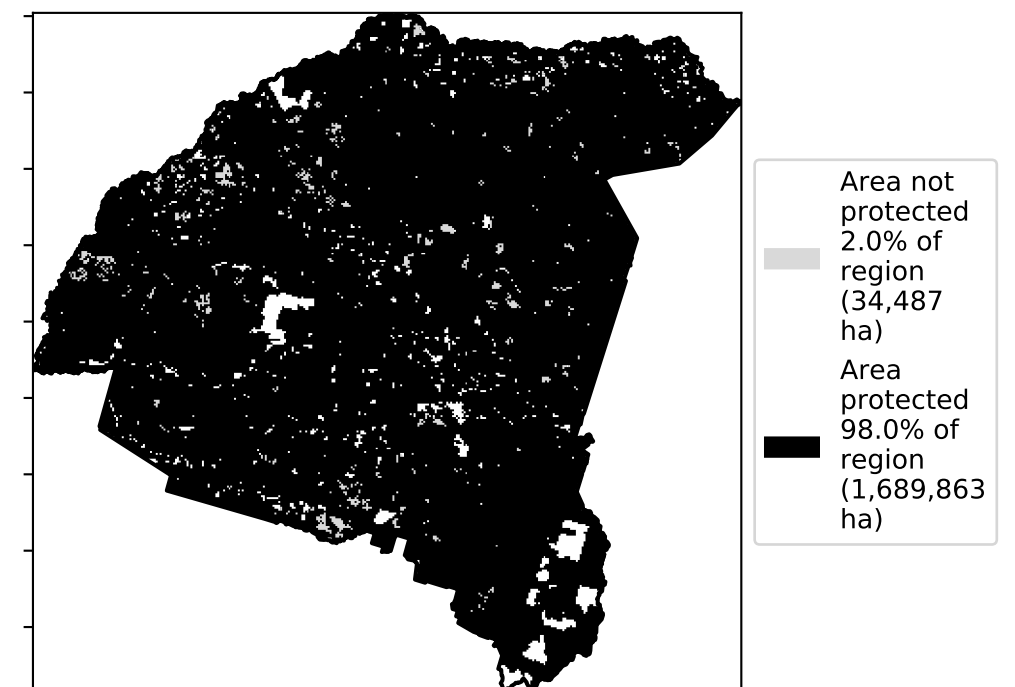 Area not
protected
2.0% of
region
(34,487
ha)
Area
protected
98.0% of
region
(1,689,863
ha)